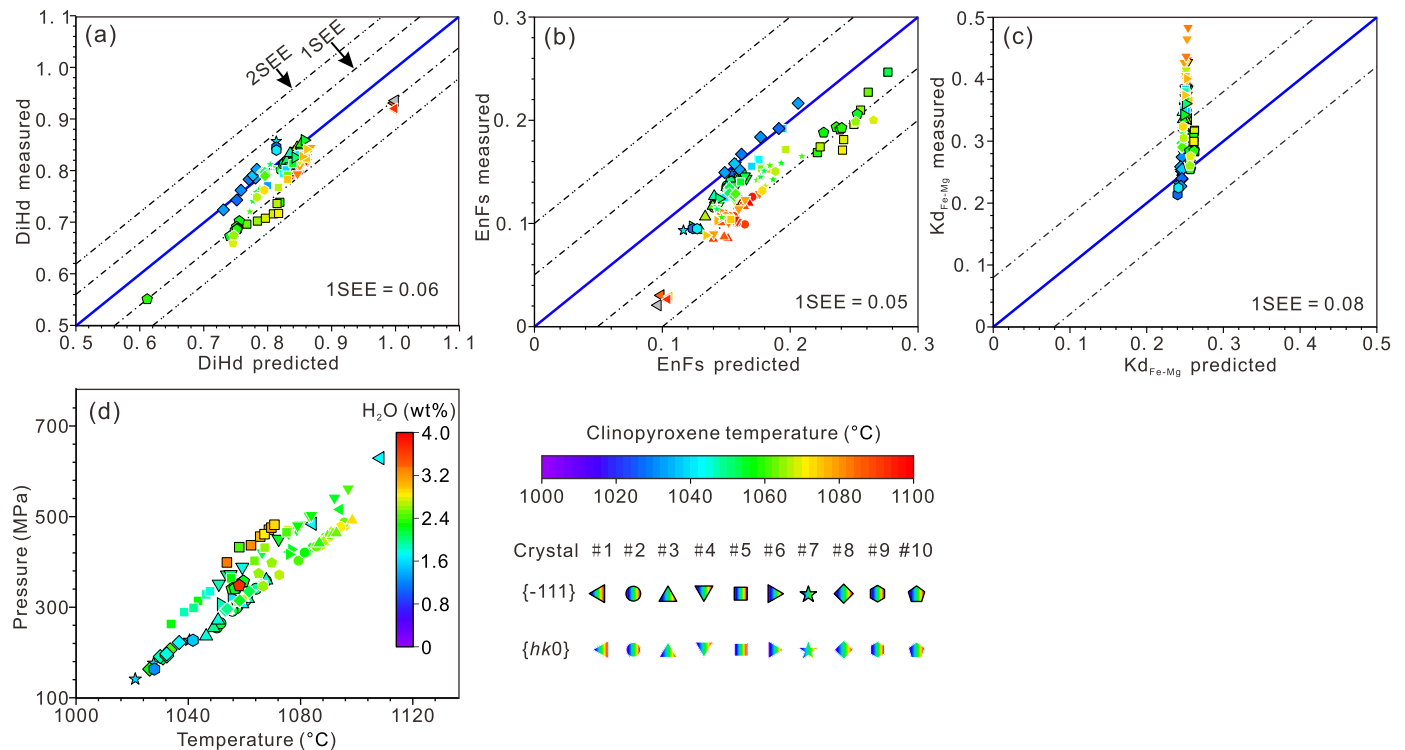 (a)
1. 1
1. 0
0. 9
0. 8
0. 7
0. 6
0. 5
DiHd measured
2SEE
1SEE
1SEE = 0.06
0. 5 0. 6 0. 7 0. 8 0. 9 1. 0 1. 1
DiHd predicted
(b)
0. 3
0. 2
0. 1
0
EnFs measured
1SEE = 0.05
0 0. 1 0. 2 0. 3
EnFs predicted
(c)
0. 5
0. 4
0. 3
0. 2
0. 1
0
Kd Fe-Mg measured
1SEE = 0.08
0 0. 1 0. 2 0. 3 0. 4 0. 5
Kd Fe-Mg predicted
(d)
700
500
300
100
Pressure (MPa)
H2O (wt%)
4.0
3.2
2.4
1.6
0.8
0
1000 1040 1080 1120
Temperature (°C)
Clinopyroxene temperature (°C)
1000 1020 1040 1060 1080 1100
Crystal #1 #2 #3 #4 #5 #6 #7 #8 #9 #10
{-111}
{hk0}